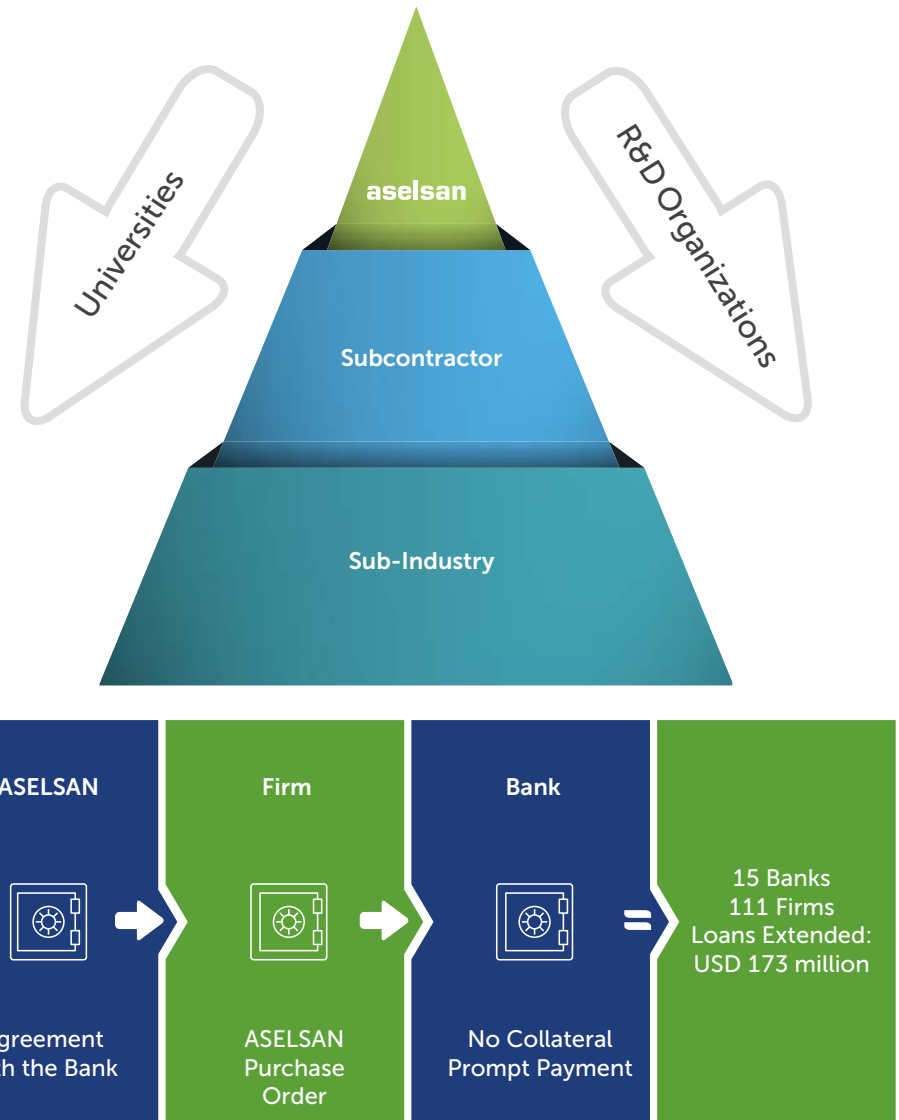 Universities
R&D Organizations
aselsan
Subcontractor
Sub-Industry
ASELSAN
greement
th the Bank
Firm
ASELSAN
Purchase
Order
Bank
No Collateral
Prompt Payment
=
15 Banks
111 Firms
Loans Extended:
USD 173 million